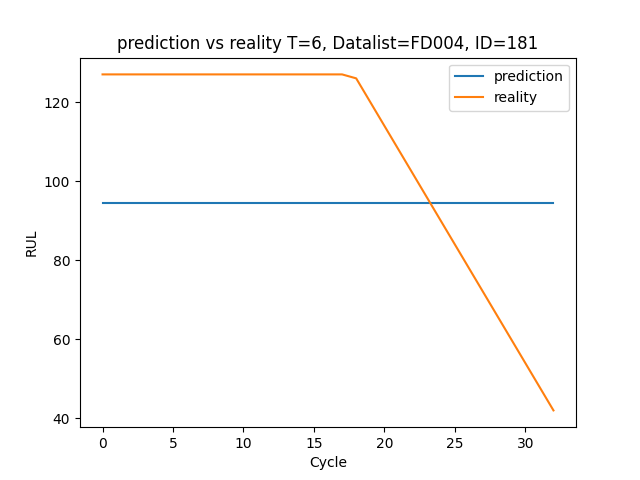 prediction vs reality T=6, Datalist=FD004, ID=181
prediction
reality
120
100
80
60
40
RUL
0 5 10 15 20 25 30
Cycle